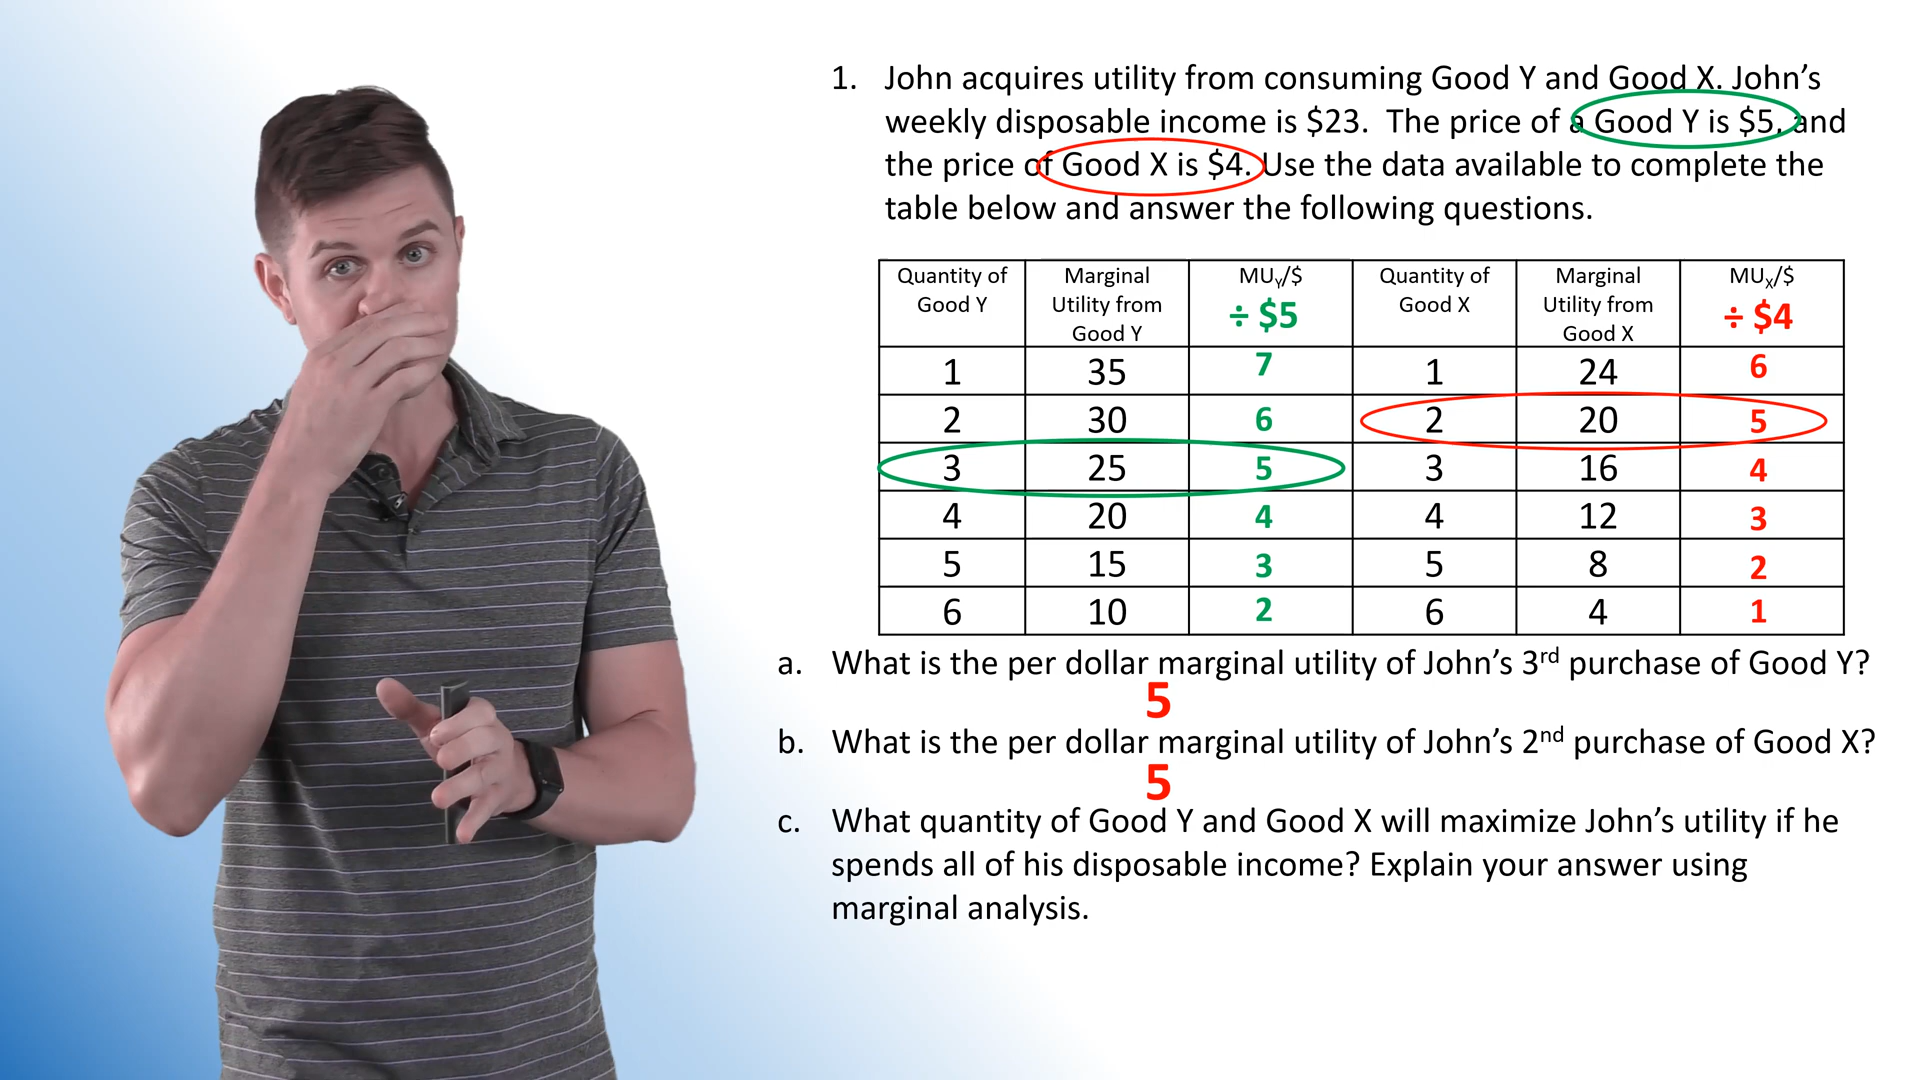 1. John acquires utility from consuming Good Y and Good X. John’s
weekly disposable income is $23. The price of a Good Y is $5, and
the price of Good X is $4. Use the data available to complete the
table below and answer the following questions.
Quantity of Good Y | Marginal Utility from Good Y | MUY/$ ÷ $5 | Quantity of Good X | Marginal Utility from Good X | MUX/$ ÷ $4
1 35 7 1 24 6
2 30 6 2 20 5
3 25 5 3 16 4
4 20 4 4 12 3
5 15 3 5 8 2
6 10 2 6 4 1
a. What is the per dollar marginal utility of John’s 3rd purchase of Good Y?
5
b. What is the per dollar marginal utility of John’s 2nd purchase of Good X?
5
c. What quantity of Good Y and Good X will maximize John’s utility if he
spends all of his disposable income? Explain your answer using
marginal analysis.